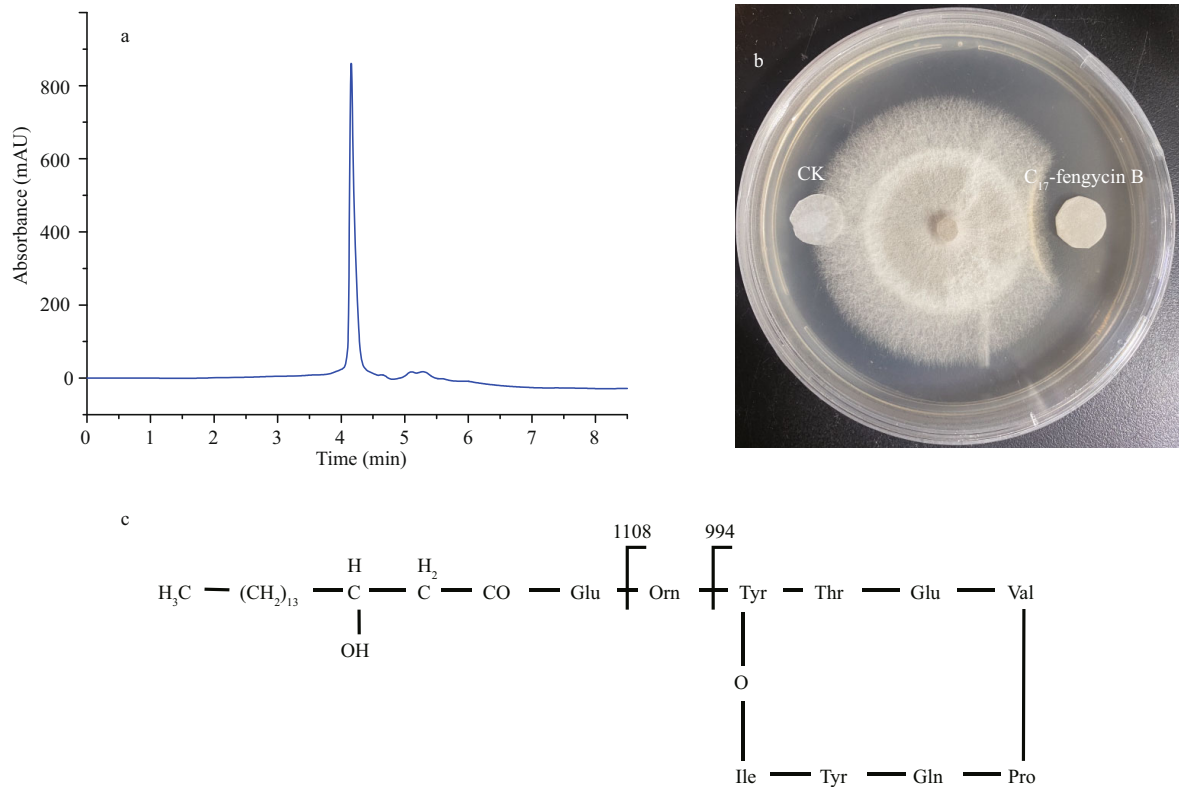 a
800
600
400
200
0
Absorbance (mAU)
0 1 2 3 4 5 6 7 8
Time (min)
b
CK
C₁₇-fengycin B
c
1108 994
H H₂
H₃C (CH₂)₁₃ C C CO Glu Orn Tyr Thr Glu Val
OH
O
Ile Tyr Gln Pro